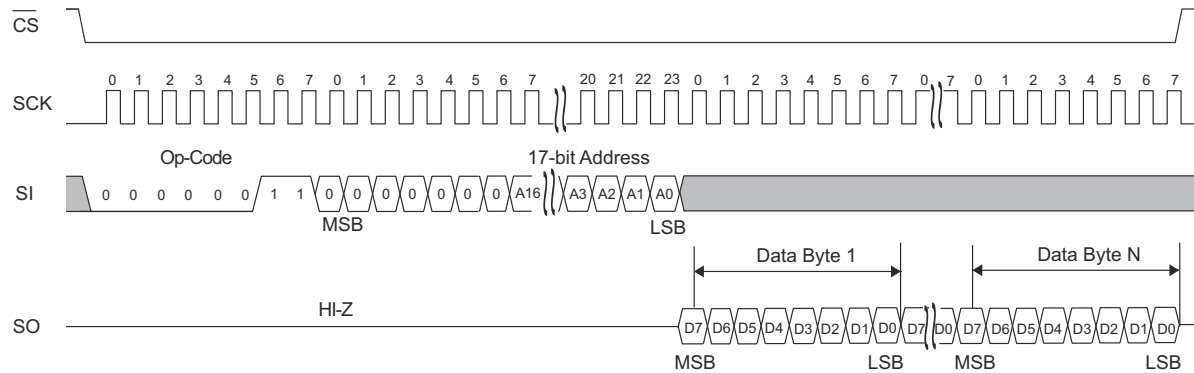 CS
0 1 2 3 4 5 6 7 0 1 2 3 4 5 6 7 20 21 22 23 0 1 2 3 4 5 6 7 0 7 0 1 2 3 4 5 6 7
SCK
Op-Code 17-bit Address
SI 0 0 0 0 0 0 1 1 0 0 0 0 0 0 0 A16 A3 A2 A1 A0
MSB LSB
Data Byte 1 Data Byte N
HI-Z
SO D7 D6 D5 D4 D3 D2 D1 D0 D7 D0 D7 D6 D5 D4 D3 D2 D1 D0
MSB LSB MSB LSB